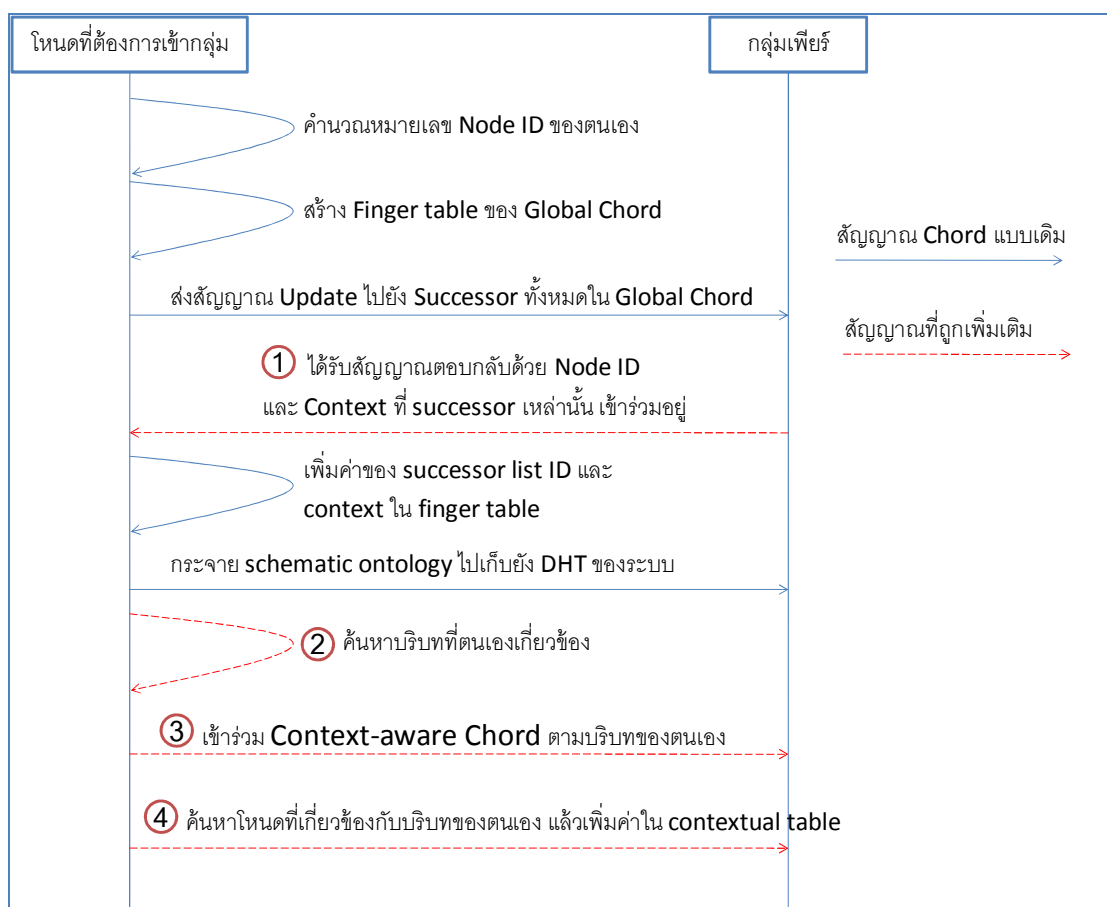 โหนดที่ต้องการเข้ากลุ่ม
กลุ่มเพียร์
คำนวณหมายเลข Node ID ของตนเอง
สร้าง Finger table ของ Global Chord
สัญญาณ Chord แบบเดิม
ส่งสัญญาณ Update ไปยัง Successor ทั้งหมดใน Global Chord
สัญญาณที่ถูกเพิ่มเติม
1 ได้รับสัญญาณตอบกลับด้วย Node ID
และ Context ที่ successor เหล่านั้น เข้าร่วมอยู่
เพิ่มค่าของ successor list ID และ
context ใน finger table
กระจาย schematic ontology ไปเก็บยัง DHT ของระบบ
2 ค้นหาบริบทที่ตนเองเกี่ยวข้อง
3 เข้าร่วม Context-aware Chord ตามบริบทของตนเอง
4 ค้นหาโหนดที่เกี่ยวข้องกับบริบทของตนเอง แล้วเพิ่มค่าใน contextual table